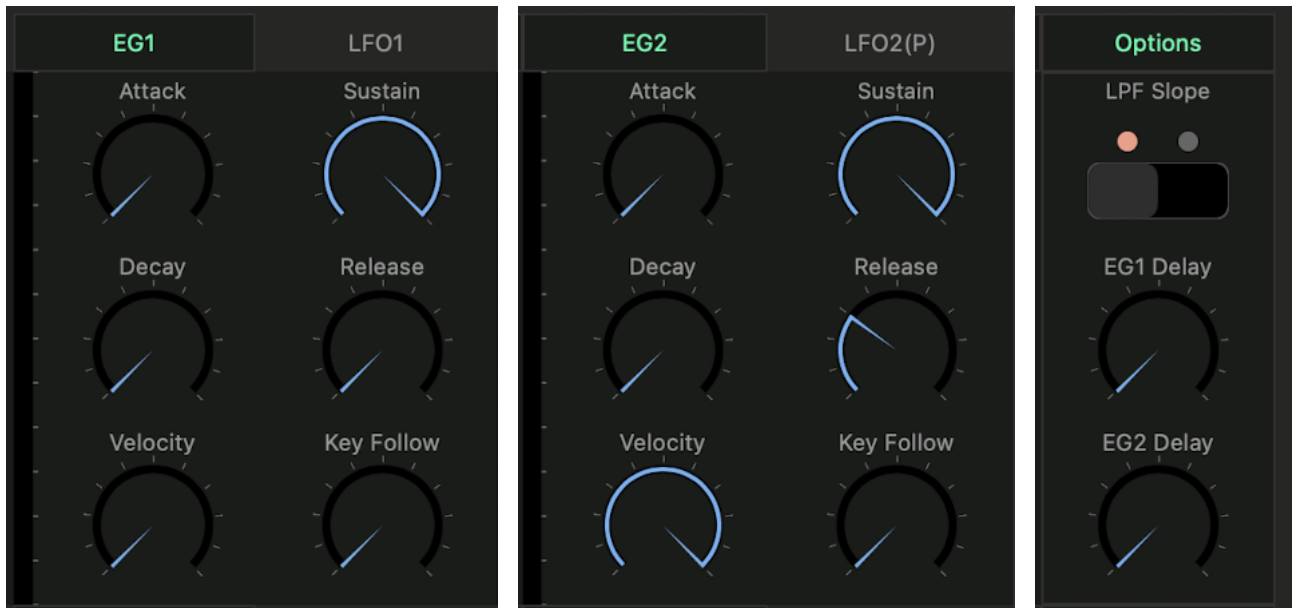 EG1 LFO1
Attack Sustain
Decay Release
Velocity Key Follow
EG2 LFO2(P)
Attack Sustain
Decay Release
Velocity Key Follow
Options
LPF Slope
EG1 Delay
EG2 Delay